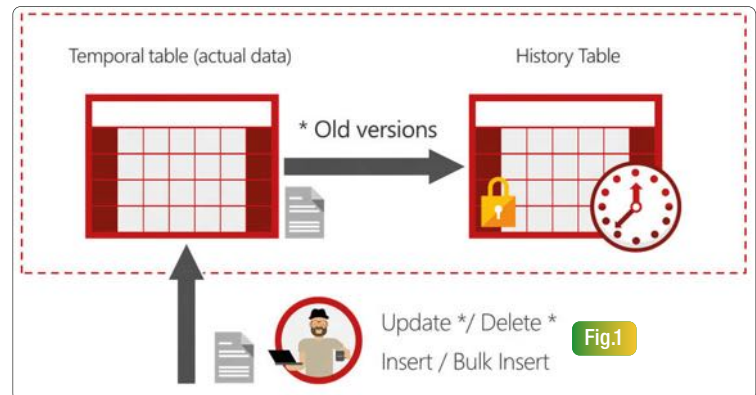 Temporal table (actual data)
History Table
* Old versions
Update */ Delete *
Insert / Bulk Insert
Fig.1